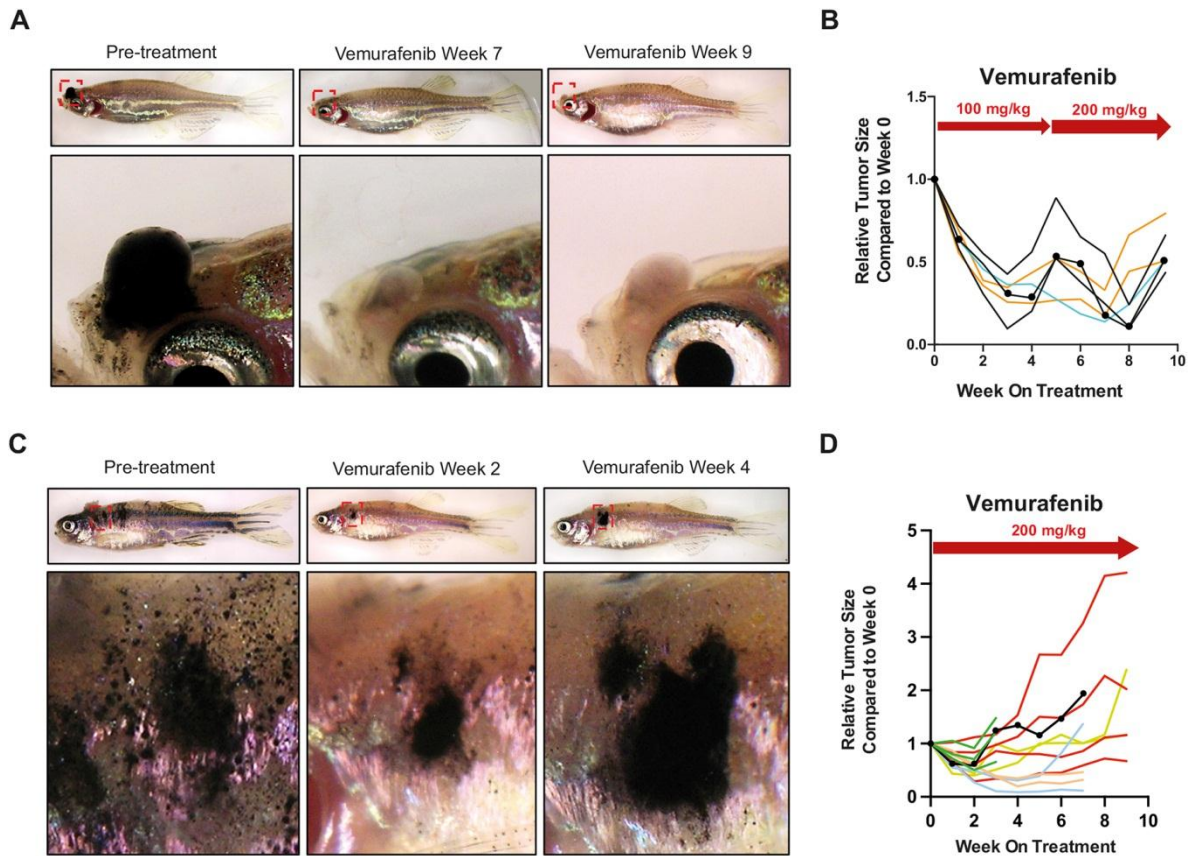 A
Pre-treatment
Vemurafenib Week 7
Vemurafenib Week 9
B
Vemurafenib
100 mg/kg
200 mg/kg
Relative Tumor Size
Compared to Week 0
1.5
1.0
0.5
0.0
0 2 4 6 8 10
Week On Treatment
C
Pre-treatment
Vemurafenib Week 2
Vemurafenib Week 4
D
Vemurafenib
200 mg/kg
Relative Tumor Size
Compared to Week 0
5
4
3
2
1
0
0 2 4 6 8 10
Week On Treatment